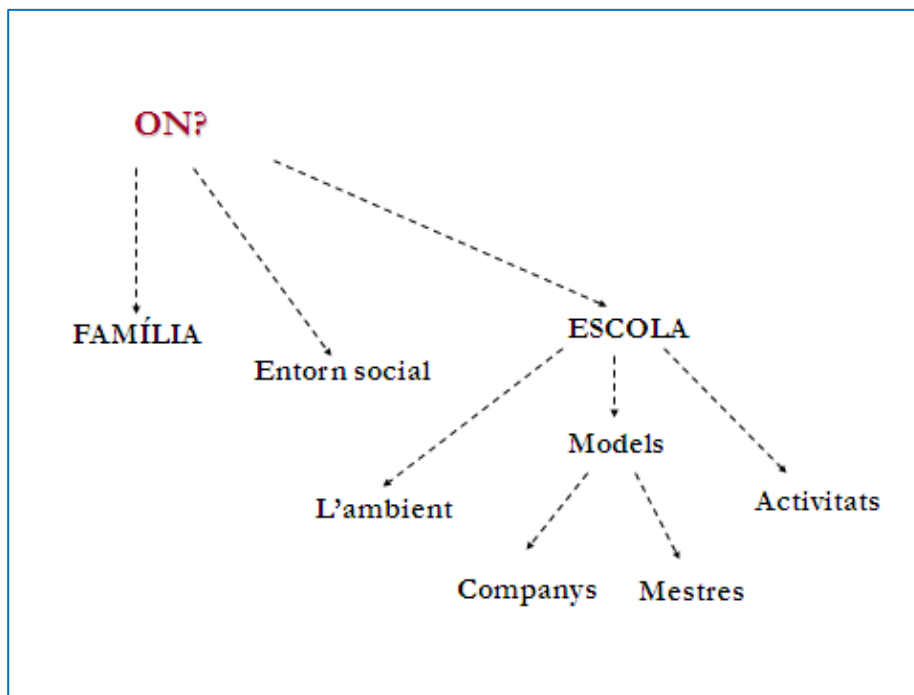 ON?
FAMÍLIA
Entorn social
ESCOLA
L’ambient
Models
Activitats
Companys
Mestres